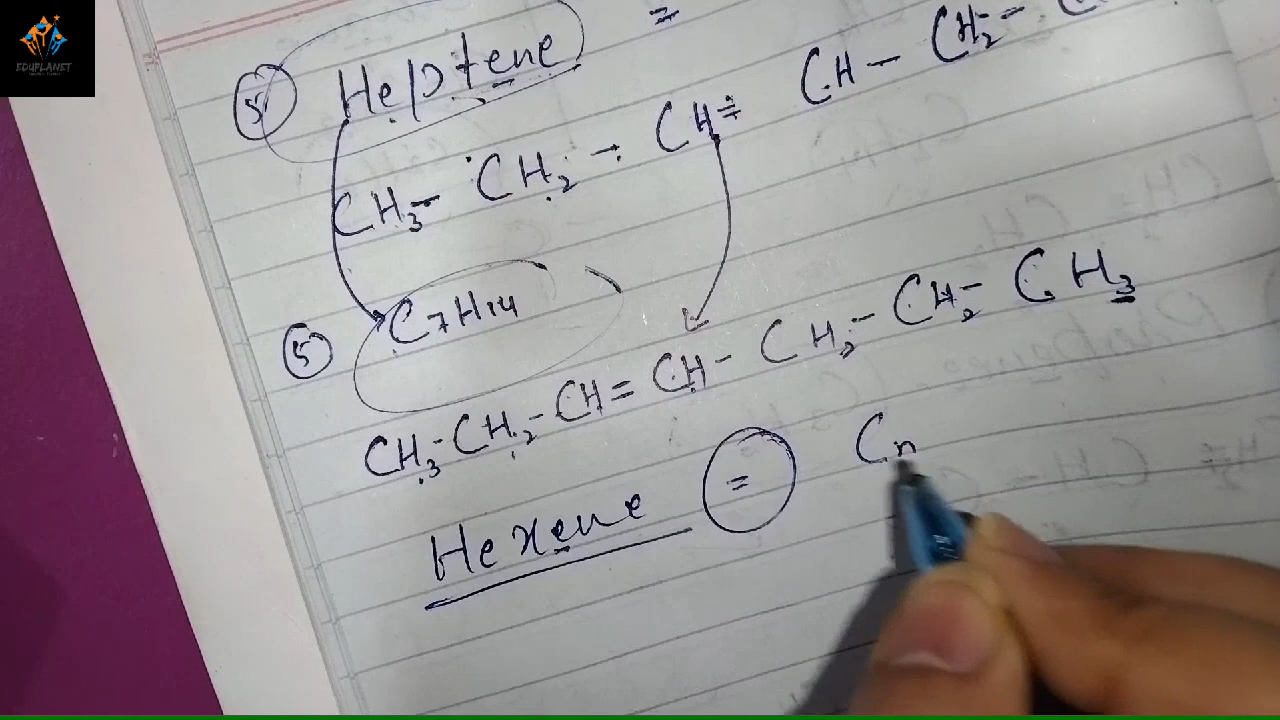 EDUPLANET
=
5 Heptene
CH3- CH2 - CH= CH - CH2 -
5 C7H14
CH3-CH2-CH=CH-CH2-CH2-CH3
Hexene = Cn